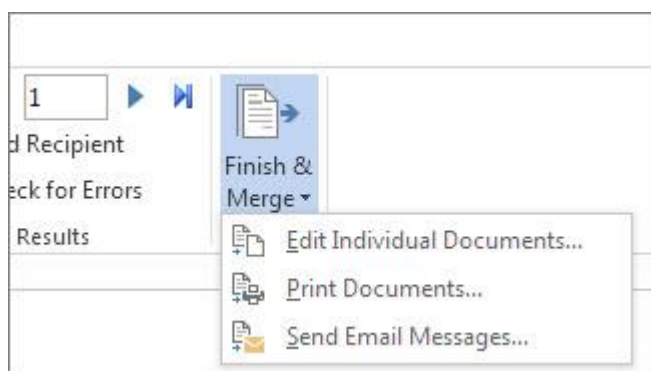 1
d Recipient
eck for Errors
Results
Finish &
Merge
Edit Individual Documents...
Print Documents...
Send Email Messages...